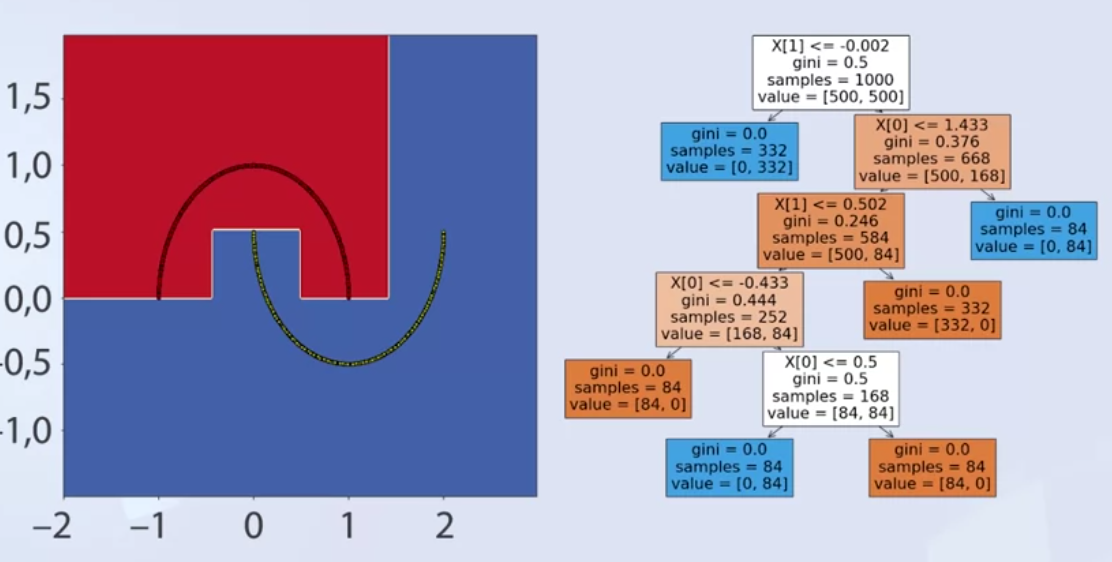 1,5
1,0
0,5
0,0
-0,5
-1,0
−2
−1
0
1
2
X[1] <= -0.002
gini = 0.5
samples = 1000
value = [500, 500]
gini = 0.0
samples = 332
value = [0, 332]
X[0] <= 1.433
gini = 0.376
samples = 668
value = [500, 168]
X[1] <= 0.502
gini = 0.246
samples = 584
value = [500, 84]
gini = 0.0
samples = 84
value = [0, 84]
X[0] <= -0.433
gini = 0.444
samples = 252
value = [168, 84]
gini = 0.0
samples = 332
value = [332, 0]
gini = 0.0
samples = 84
value = [84, 0]
X[0] <= 0.5
gini = 0.5
samples = 168
value = [84, 84]
gini = 0.0
samples = 84
value = [0, 84]
gini = 0.0
samples = 84
value = [84, 0]